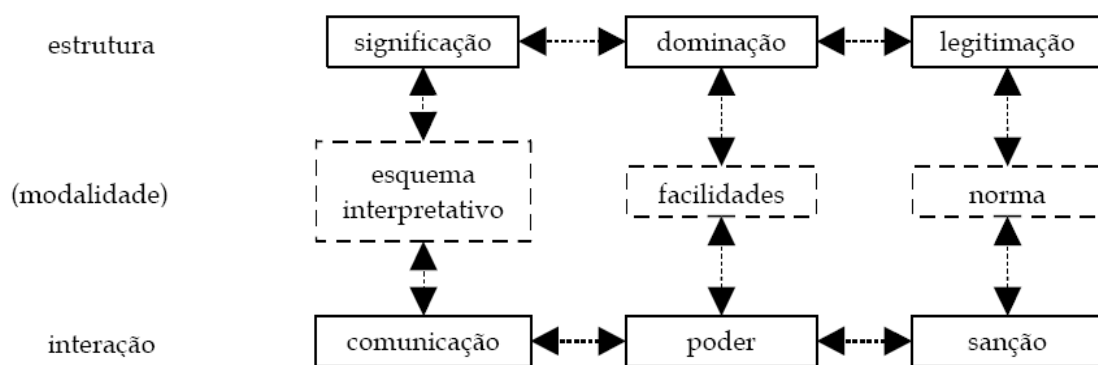 estrutura significação dominação legitimação
(modalidade) esquema interpretativo facilidades norma
interação comunicação poder sanção